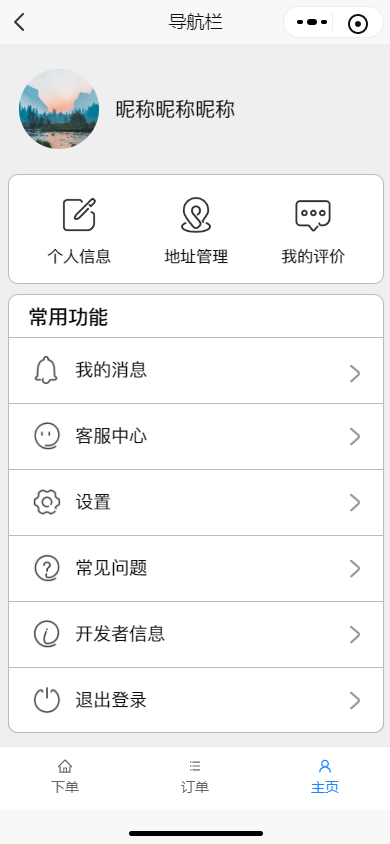 导航栏
昵称昵称昵称
个人信息 地址管理 我的评价
常用功能
我的消息
客服中心
设置
常见问题
开发者信息
退出登录
下单 订单 主页